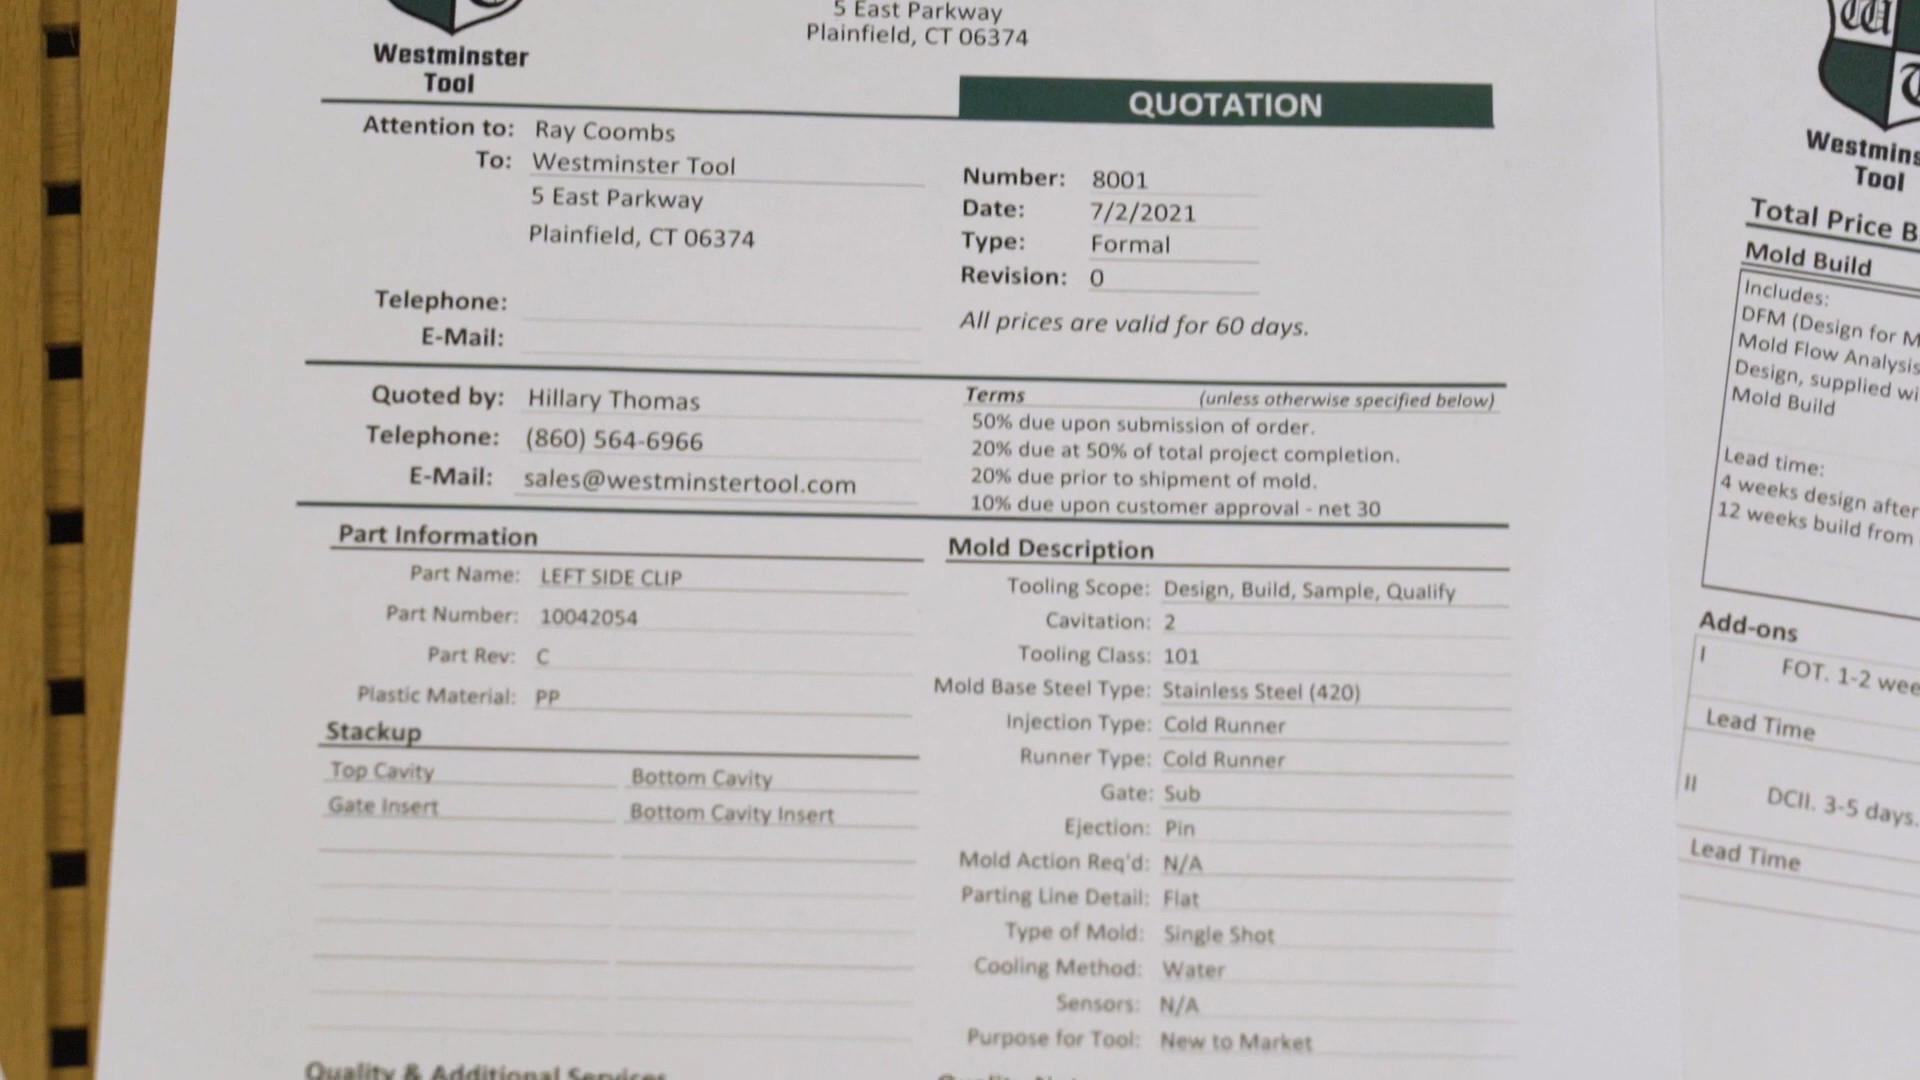 5 East Parkway
Plainfield, CT 06374
Westminster
Tool
QUOTATION
Attention to: Ray Coombs
To: Westminster Tool
5 East Parkway
Plainfield, CT 06374
Telephone:
E-Mail:
Number: 8001
Date: 7/2/2021
Type: Formal
Revision: 0
All prices are valid for 60 days.
Quoted by: Hillary Thomas
Telephone: (860) 564-6966
E-Mail: sales@westminstertool.com
Terms (unless otherwise specified below)
50% due upon submission of order.
20% due at 50% of total project completion.
20% due prior to shipment of mold.
10% due upon customer approval - net 30
Part Information
Part Name: LEFT SIDE CLIP
Part Number: 10042054
Part Rev: C
Plastic Material: PP
Stackup
Top Cavity Bottom Cavity
Gate Insert Bottom Cavity Insert
Mold Description
Tooling Scope: Design, Build, Sample, Qualify
Cavitation: 2
Tooling Class: 101
Mold Base Steel Type: Stainless Steel (420)
Injection Type: Cold Runner
Runner Type: Cold Runner
Gate: Sub
Ejection: Pin
Mold Action Req'd: N/A
Parting Line Detail: Flat
Type of Mold: Single Shot
Cooling Method: Water
Sensors: N/A
Purpose for Tool: New to Market
Quality & Additional Services
W
T
Westmins
Tool
Total Price B
Mold Build
Includes:
DFM (Design for M
Mold Flow Analysis
Design, supplied wi
Mold Build
Lead time:
4 weeks design after
12 weeks build from
Add-ons
I FOT. 1-2 wee
Lead Time
II DCII. 3-5 days.
Lead Time